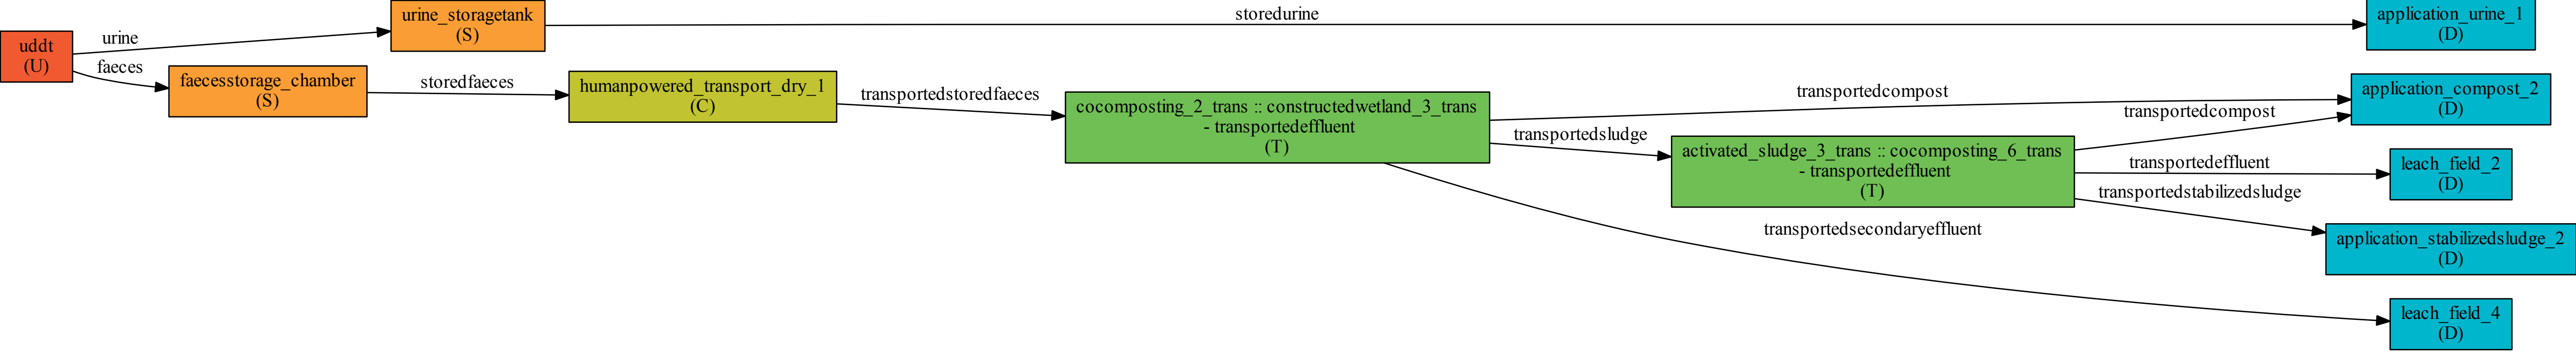 uddt
(U)
urine
faeces
urine_storagetank
(S)
faecesstorage_chamber
(S)
storedurine
storedfaeces
humanpowered_transport_dry_1
(C)
transportedstoredfaeces
cocomposting_2_trans :: constructedwetland_3_trans
- transportedeffluent
(T)
transportedcompost
transportedsludge
transportedsecondaryeffluent
activated_sludge_3_trans :: cocomposting_6_trans
- transportedeffluent
(T)
transportedcompost
transportedeffluent
transportedstabilizedsludge
application_urine_1
(D)
application_compost_2
(D)
leach_field_2
(D)
application_stabilizedsludge_2
(D)
leach_field_4
(D)